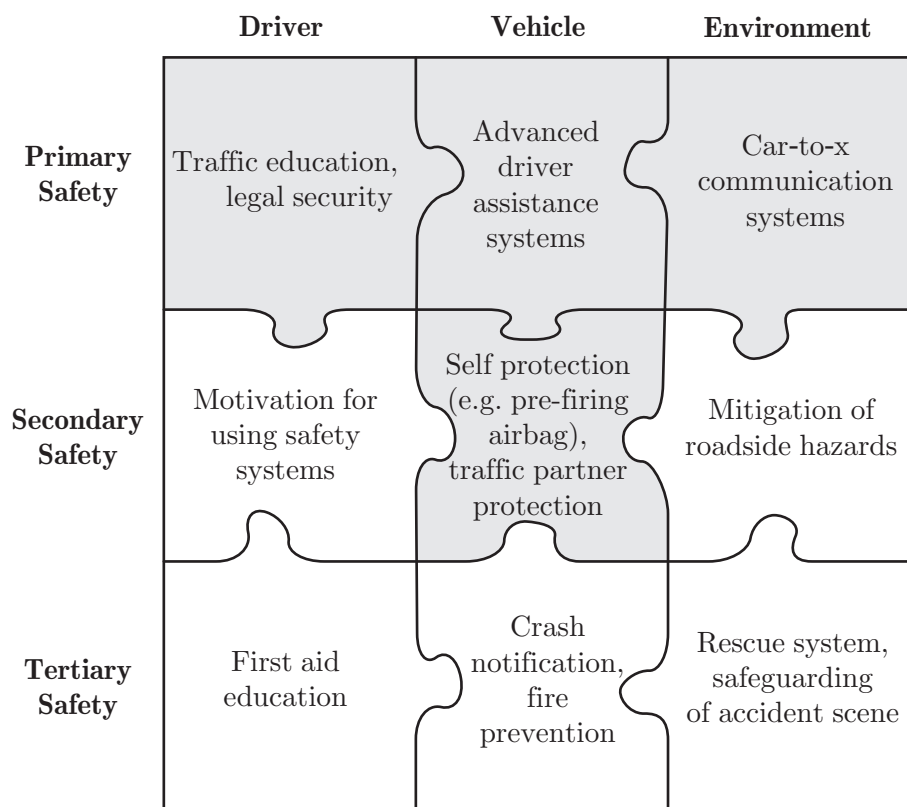 Driver
Vehicle
Environment
Primary
Safety
Traffic education,
legal security
Advanced
driver
assistance
systems
Car-to-x
communication
systems
Secondary
Safety
Motivation for
using safety
systems
Self protection
(e.g. pre-firing
airbag),
traffic partner
protection
Mitigation of
roadside hazards
Tertiary
Safety
First aid
education
Crash
notification,
fire
prevention
Rescue system,
safeguarding
of accident scene